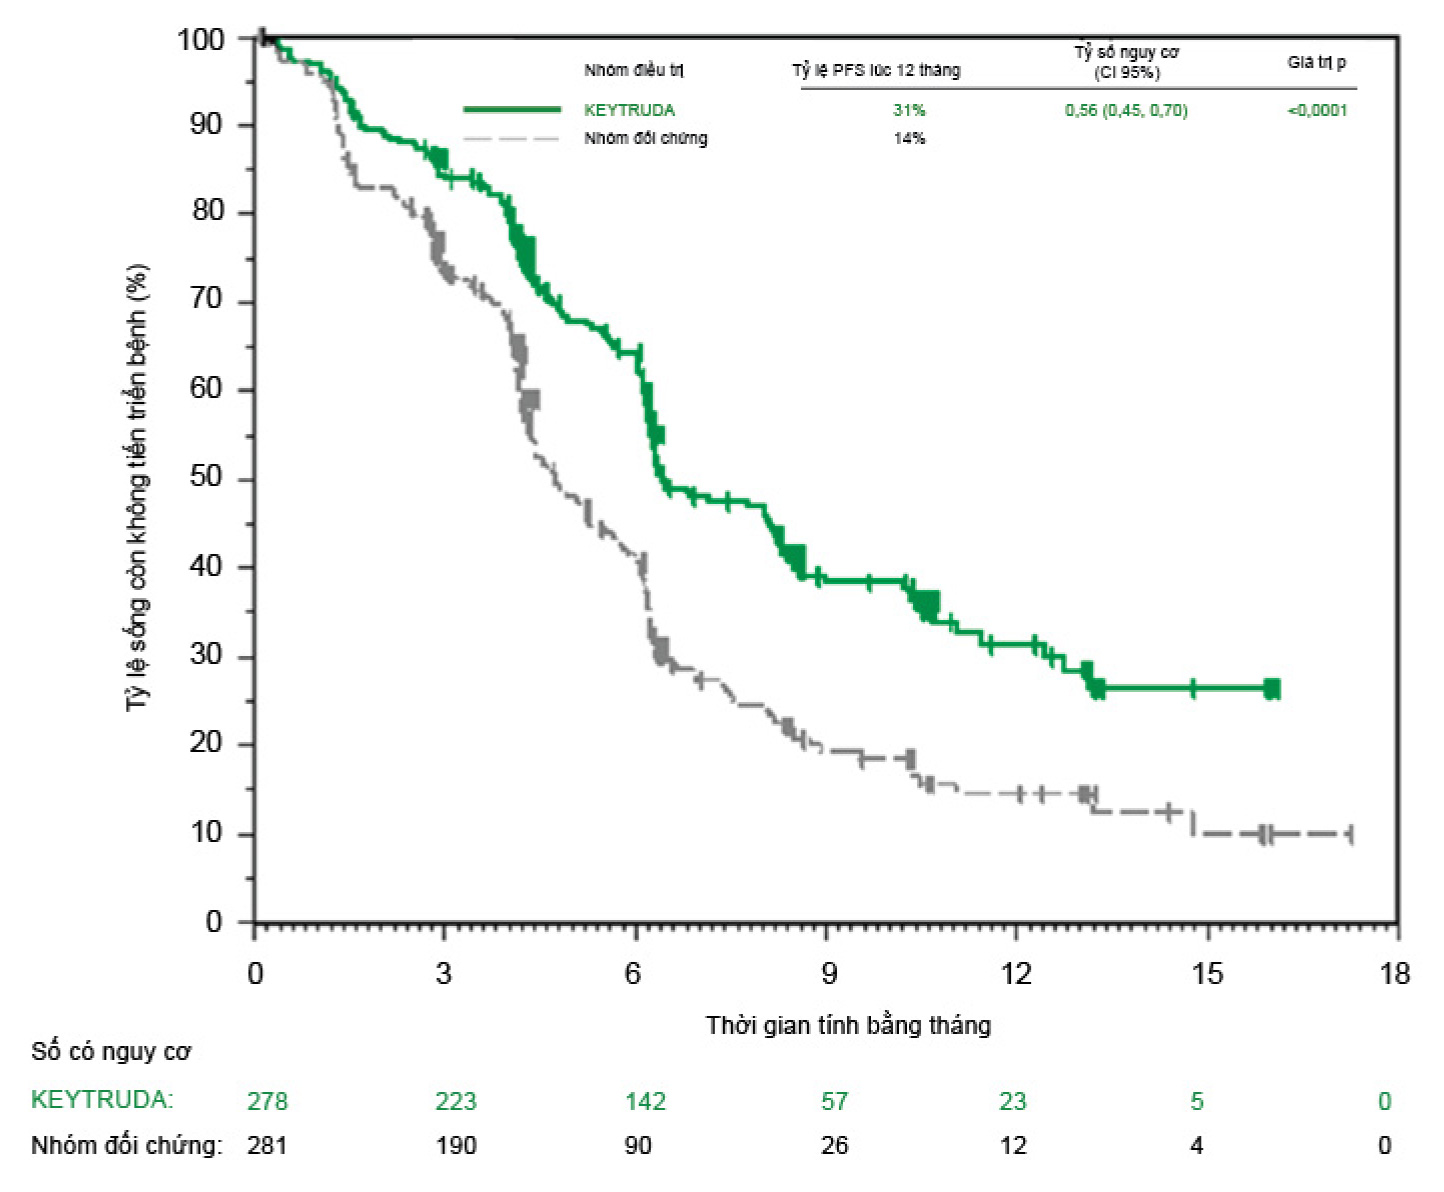 Tỷ số nguy cơ
Nhóm điều trị Tỷ lệ PFS lúc 12 tháng (CI 95%) Giá trị p
KEYTRUDA 31% 0,56 (0,45, 0,70) <0,0001
Nhóm đối chứng 14%
Tỷ lệ sống còn không tiến triển bệnh (%)
100
90
80
70
60
50
40
30
20
10
0
0 3 6 9 12 15 18
Thời gian tính bằng tháng
Số có nguy cơ
KEYTRUDA: 278 223 142 57 23 5 0
Nhóm đối chứng: 281 190 90 26 12 4 0